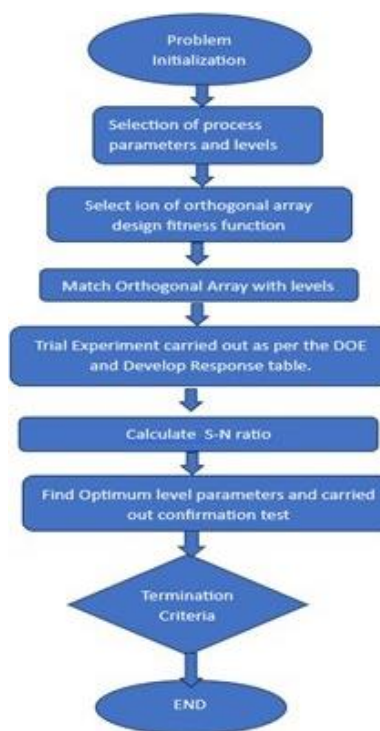 Problem
Initialization
Selection of process
parameters and levels
Select ion of orthogonal array
design fitness function
Match Orthogonal Array with levels
Trial Experiment carried out as per the DOE
and Develop Response table.
Calculate S-N ratio
Find Optimum level parameters and carried
out confirmation test
Termination
Criteria
END